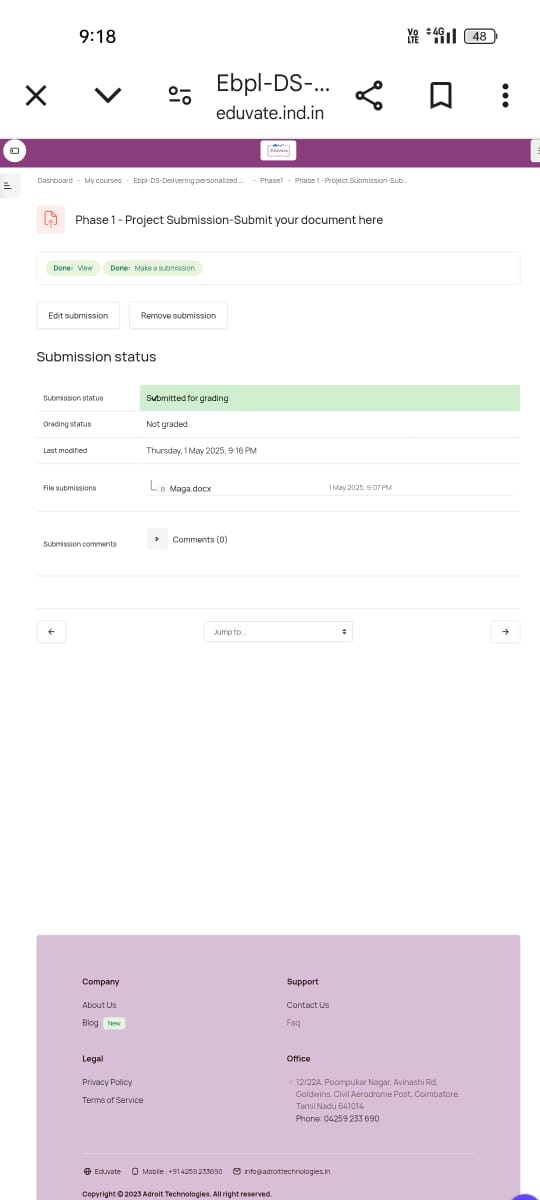 9:18
Vo LTE 4G 48
Ebpl-DS-...
eduvate.ind.in
Dashboard - My courses - Ebpl-DS-Delivering personalized ... - Phase1 - Phase 1 - Project Submission-Sub...
Phase 1 - Project Submission-Submit your document here
Done: View Done: Make a submission
Edit submission Remove submission
Submission status
Submission status Submitted for grading
Grading status Not graded
Last modified Thursday, 1 May 2025, 9:16 PM
File submissions Maga.docx 1 May 2025, 9:07 PM
Submission comments Comments (0)
Jump to...
Company Support
About Us Contact Us
Blog New Faq
Legal Office
Privacy Policy 12/22A, Poompukar Nagar, Avinashi Rd,
Terms of Service Goldwins, Civil Aerodrome Post, Coimbatore,
Tamil Nadu 641014
Phone: 04259 233 690
Eduvate Mobile : +91 4259 233690 info@adroittechnologies.in
Copyright © 2023 Adroit Technologies. All right reserved.